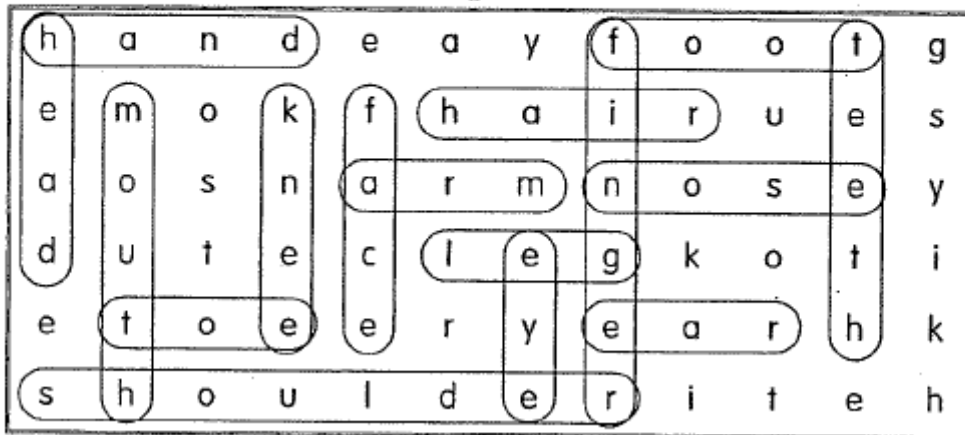 h a n d e a y f o o t g
e m o k f h a i r u e s
a o s n a r m n o s e y
d u t e c l e g k o t i
e t o e e r y e a r h k
s h o u l d e r i t e h